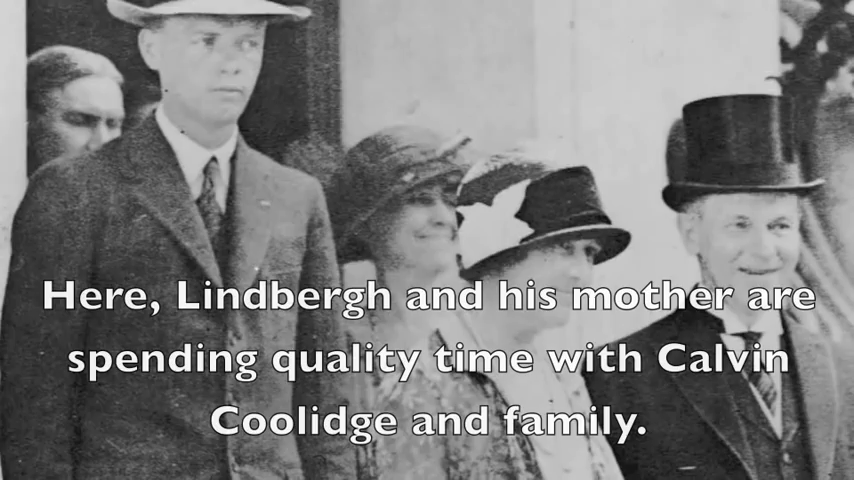 Here, Lindbergh and his mother are
spending quality time with Calvin
Coolidge and family.